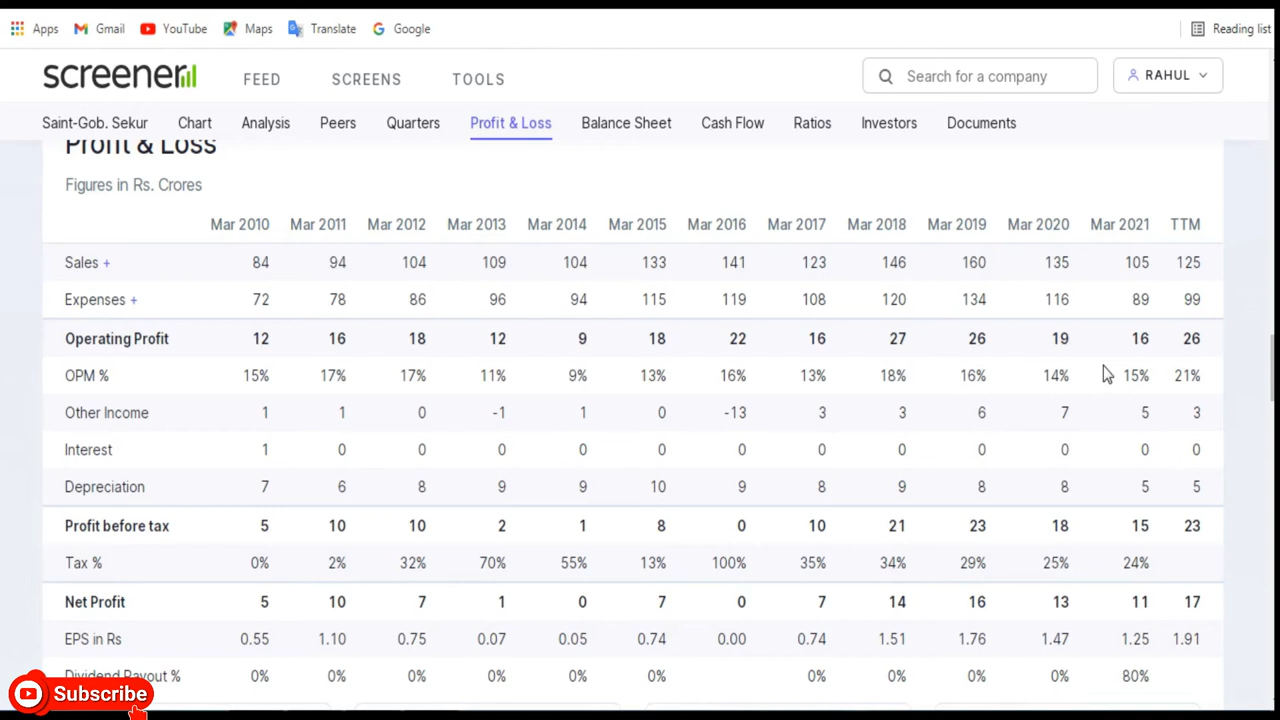 Apps Gmail YouTube Maps Translate Google Reading list
screener FEED SCREENS TOOLS Search for a company RAHUL
Saint-Gob. Sekur Chart Analysis Peers Quarters Profit & Loss Balance Sheet Cash Flow Ratios Investors Documents
Profit & Loss
Figures in Rs. Crores
Mar 2010 Mar 2011 Mar 2012 Mar 2013 Mar 2014 Mar 2015 Mar 2016 Mar 2017 Mar 2018 Mar 2019 Mar 2020 Mar 2021 TTM
Sales + 84 94 104 109 104 133 141 123 146 160 135 105 125
Expenses + 72 78 86 96 94 115 119 108 120 134 116 89 99
Operating Profit 12 16 18 12 9 18 22 16 27 26 19 16 26
OPM % 15% 17% 17% 11% 9% 13% 16% 13% 18% 16% 14% 15% 21%
Other Income 1 1 0 -1 1 0 -13 3 3 6 7 5 3
Interest 1 0 0 0 0 0 0 0 0 0 0 0 0
Depreciation 7 6 8 9 9 10 9 8 9 8 8 5 5
Profit before tax 5 10 10 2 1 8 0 10 21 23 18 15 23
Tax % 0% 2% 32% 70% 55% 13% 100% 35% 34% 29% 25% 24%
Net Profit 5 10 7 1 0 7 0 7 14 16 13 11 17
EPS in Rs 0.55 1.10 0.75 0.07 0.05 0.74 0.00 0.74 1.51 1.76 1.47 1.25 1.91
Dividend Payout % 0% 0% 0% 0% 0% 0% 0% 0% 0% 0% 80%
Subscribe